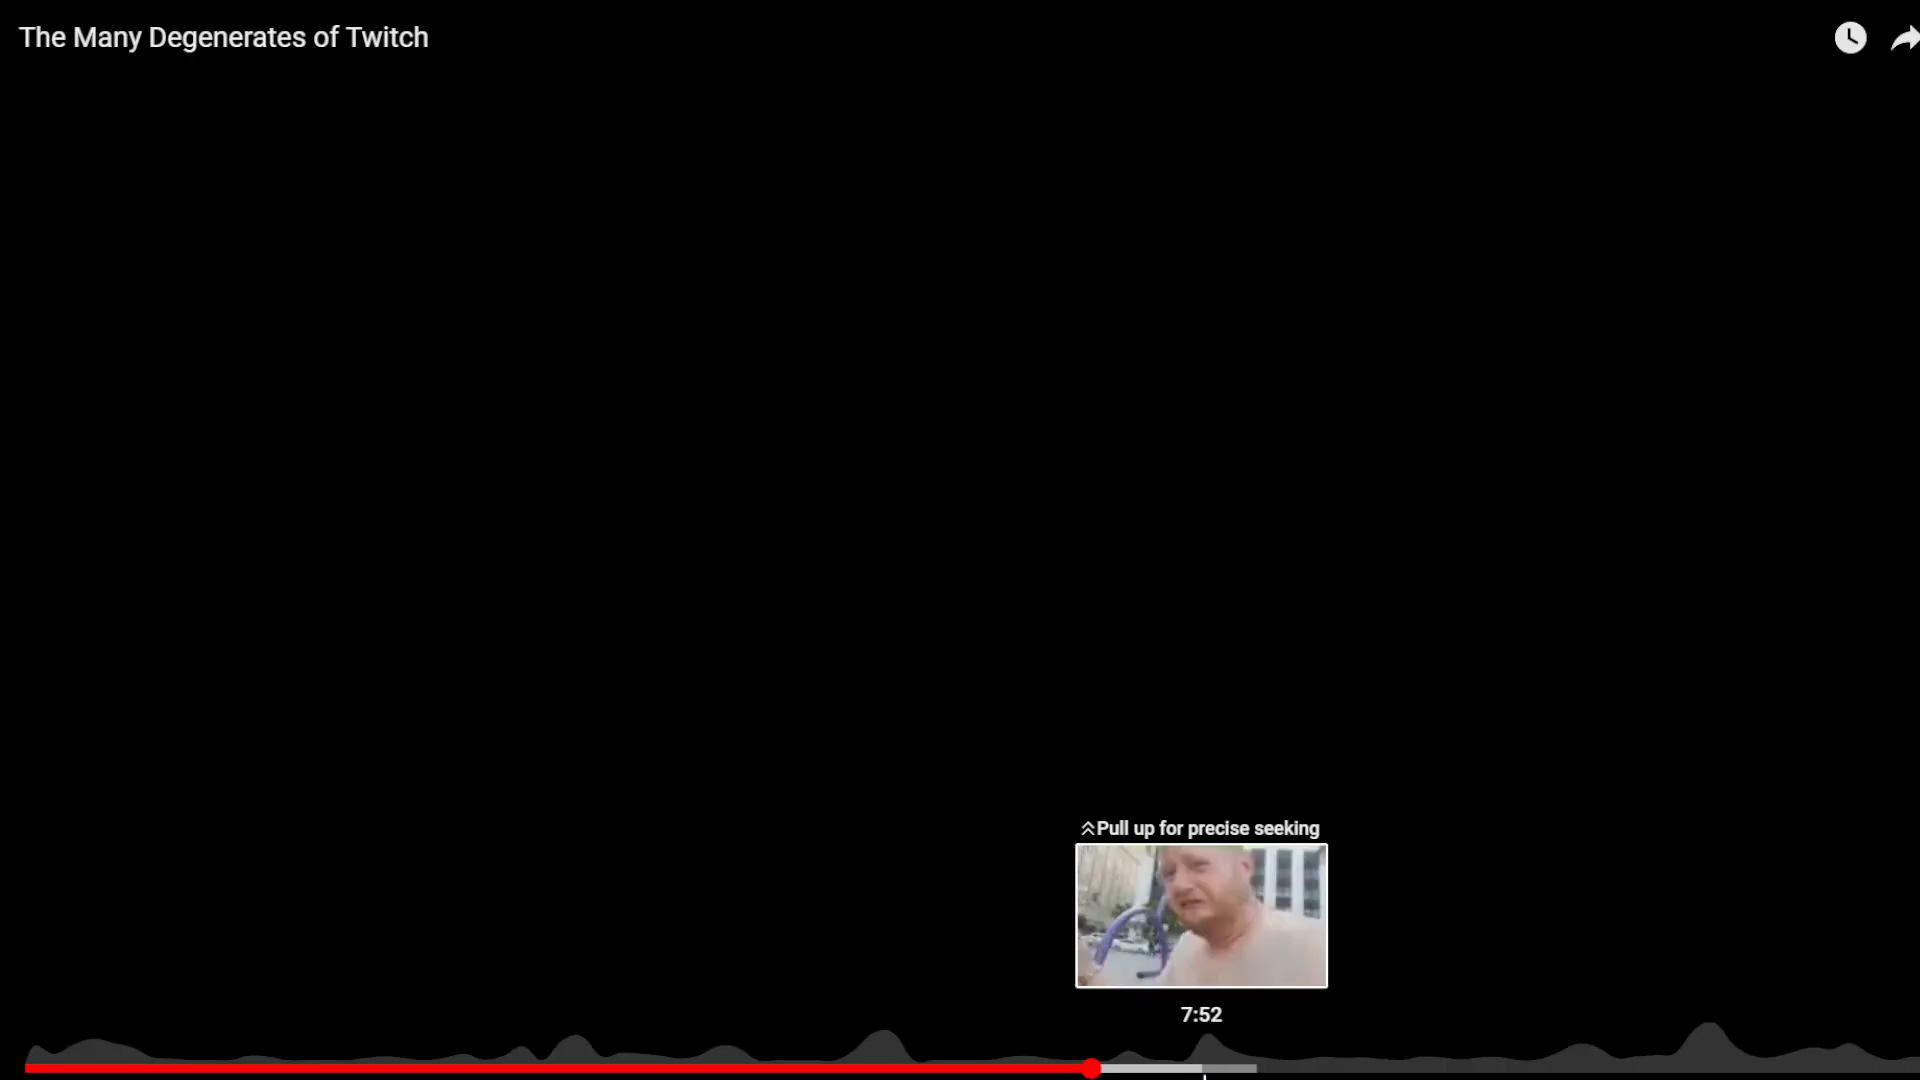 The Many Degenerates of Twitch
Pull up for precise seeking
7:52